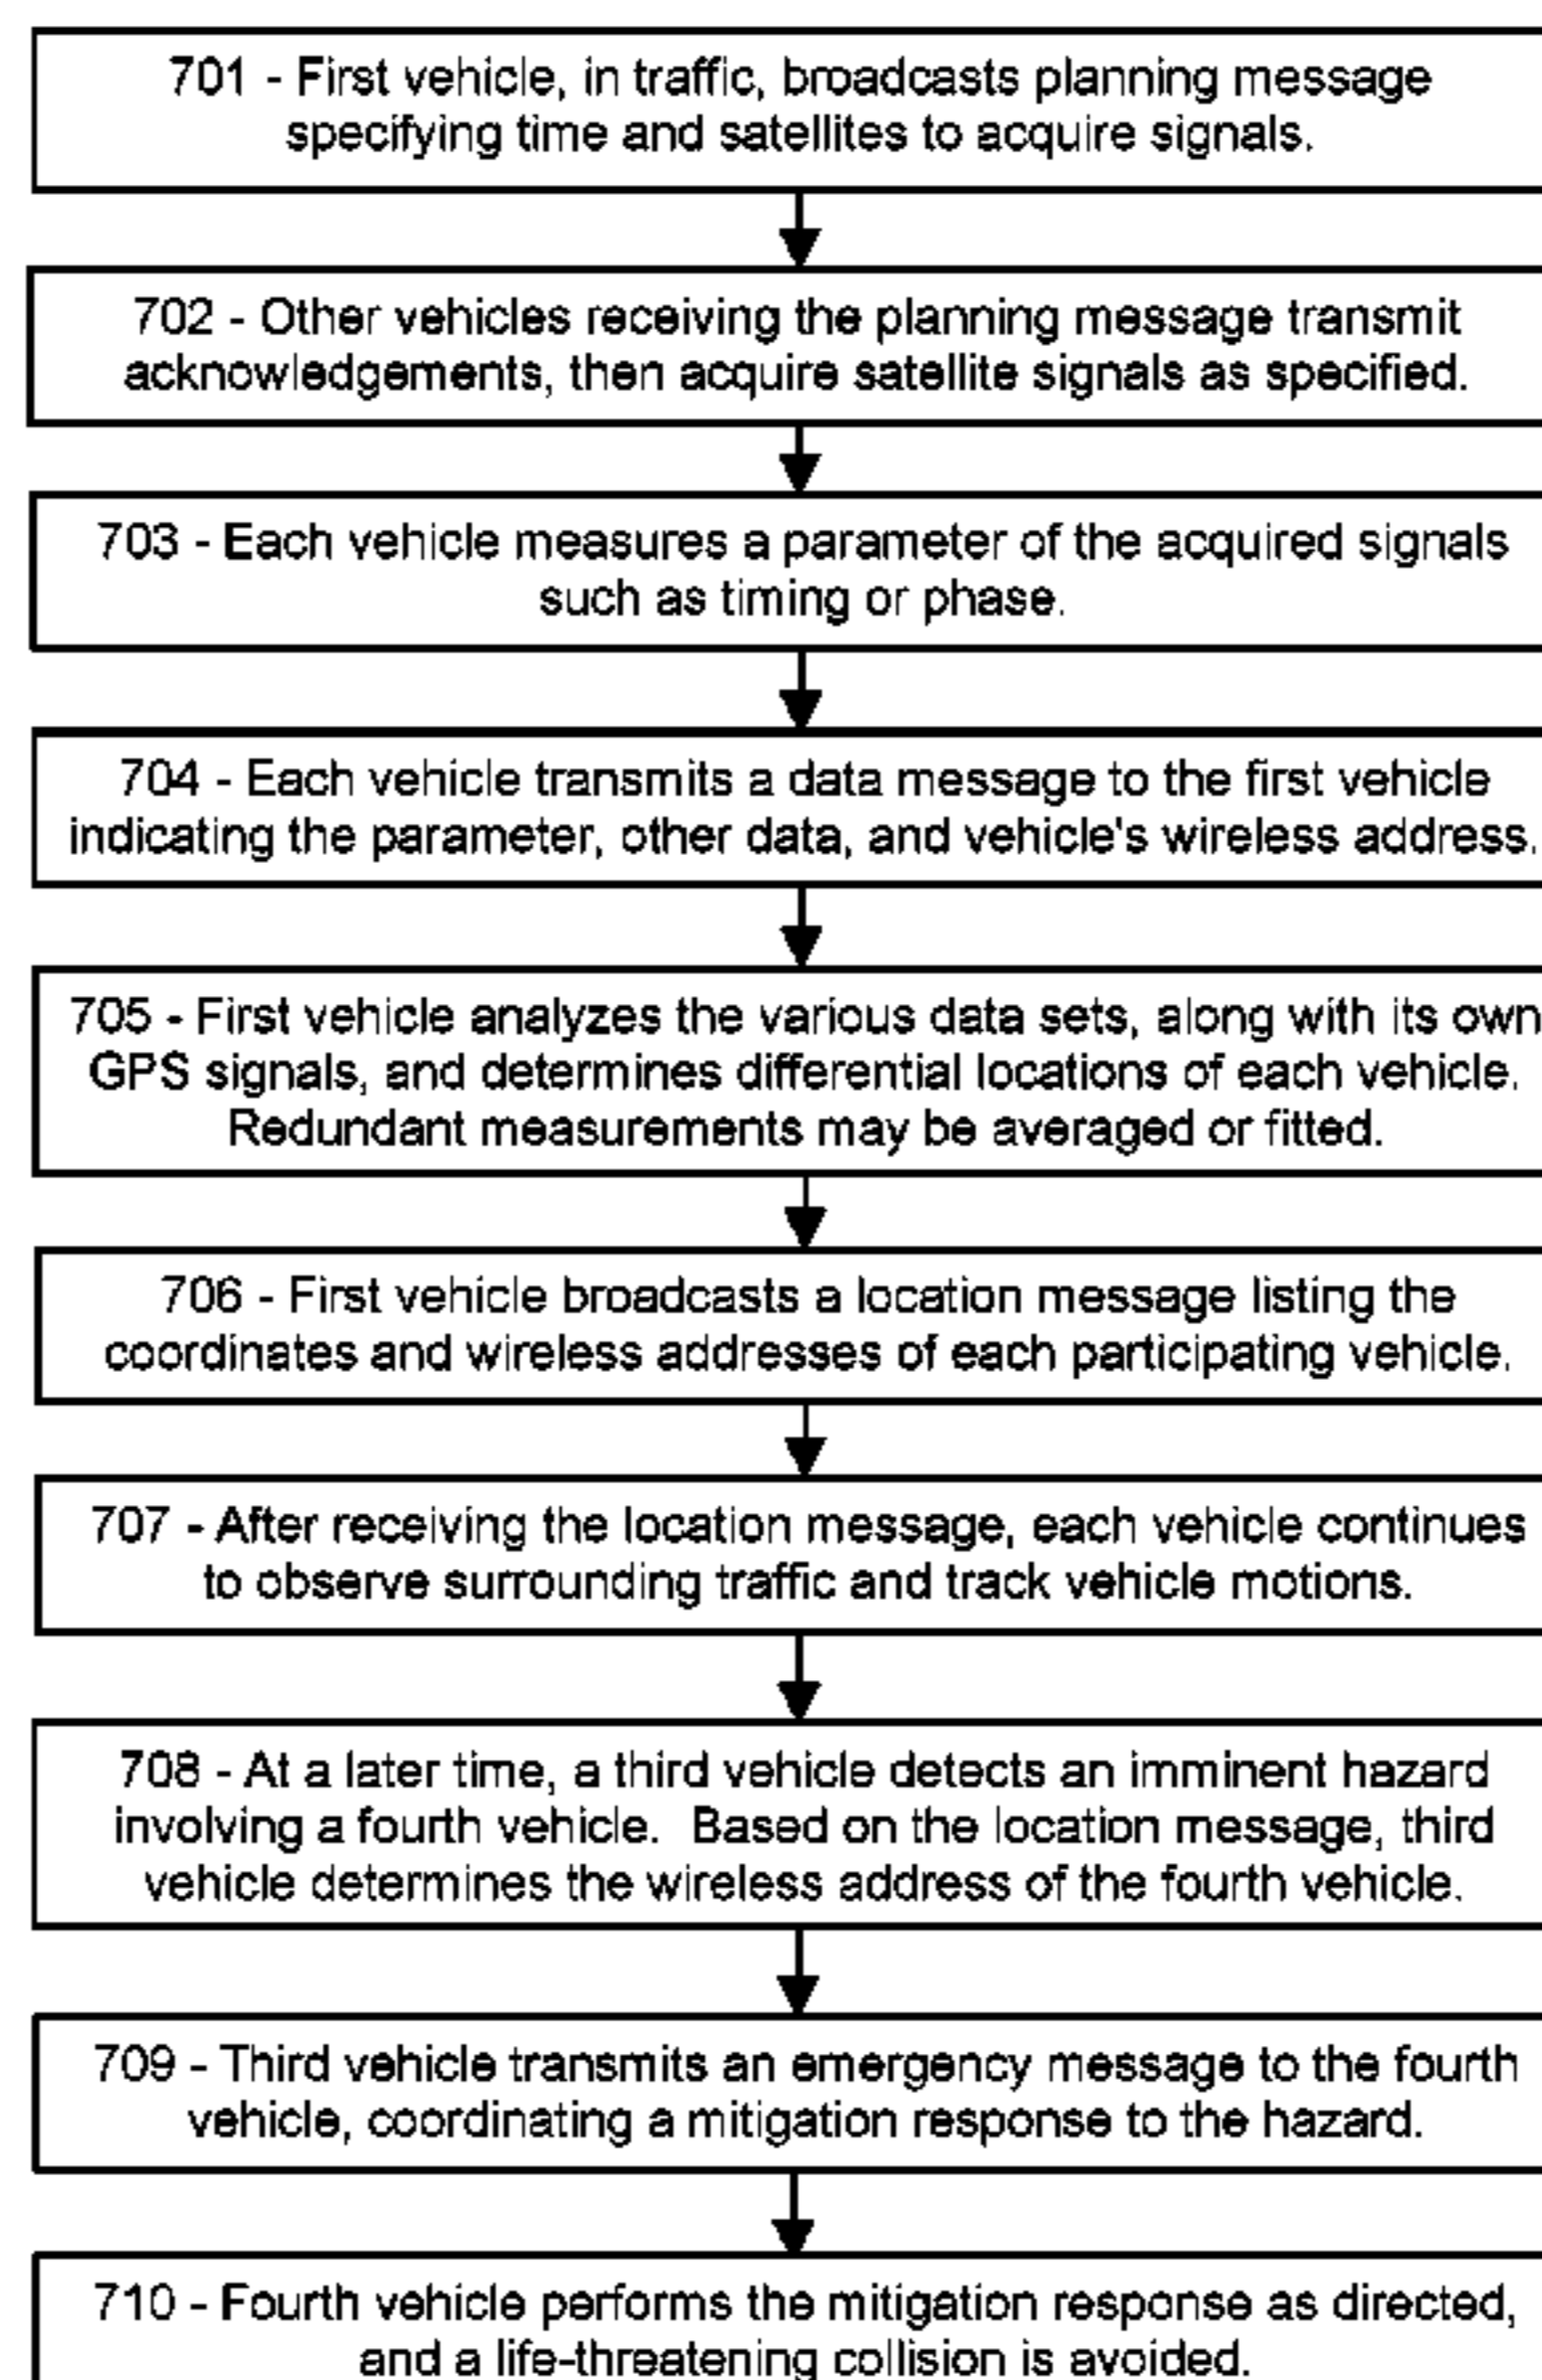 701 - First vehicle, in traffic, broadcasts planning message
specifying time and satellites to acquire signals.
702 - Other vehicles receiving the planning message transmit
acknowledgements, then acquire satellite signals as specified.
703 - Each vehicle measures a parameter of the acquired signals
such as timing or phase.
704 - Each vehicle transmits a data message to the first vehicle
indicating the parameter, other data, and vehicle's wireless address.
705 - First vehicle analyzes the various data sets, along with its own
GPS signals, and determines differential locations of each vehicle.
Redundant measurements may be averaged or fitted.
706 - First vehicle broadcasts a location message listing the
coordinates and wireless addresses of each participating vehicle.
707 - After receiving the location message, each vehicle continues
to observe surrounding traffic and track vehicle motions.
708 - At a later time, a third vehicle detects an imminent hazard
involving a fourth vehicle.  Based on the location message, third
vehicle determines the wireless address of the fourth vehicle.
709 - Third vehicle transmits an emergency message to the fourth
vehicle, coordinating a mitigation response to the hazard.
710 - Fourth vehicle performs the mitigation response as directed,
and a life-threatening collision is avoided.